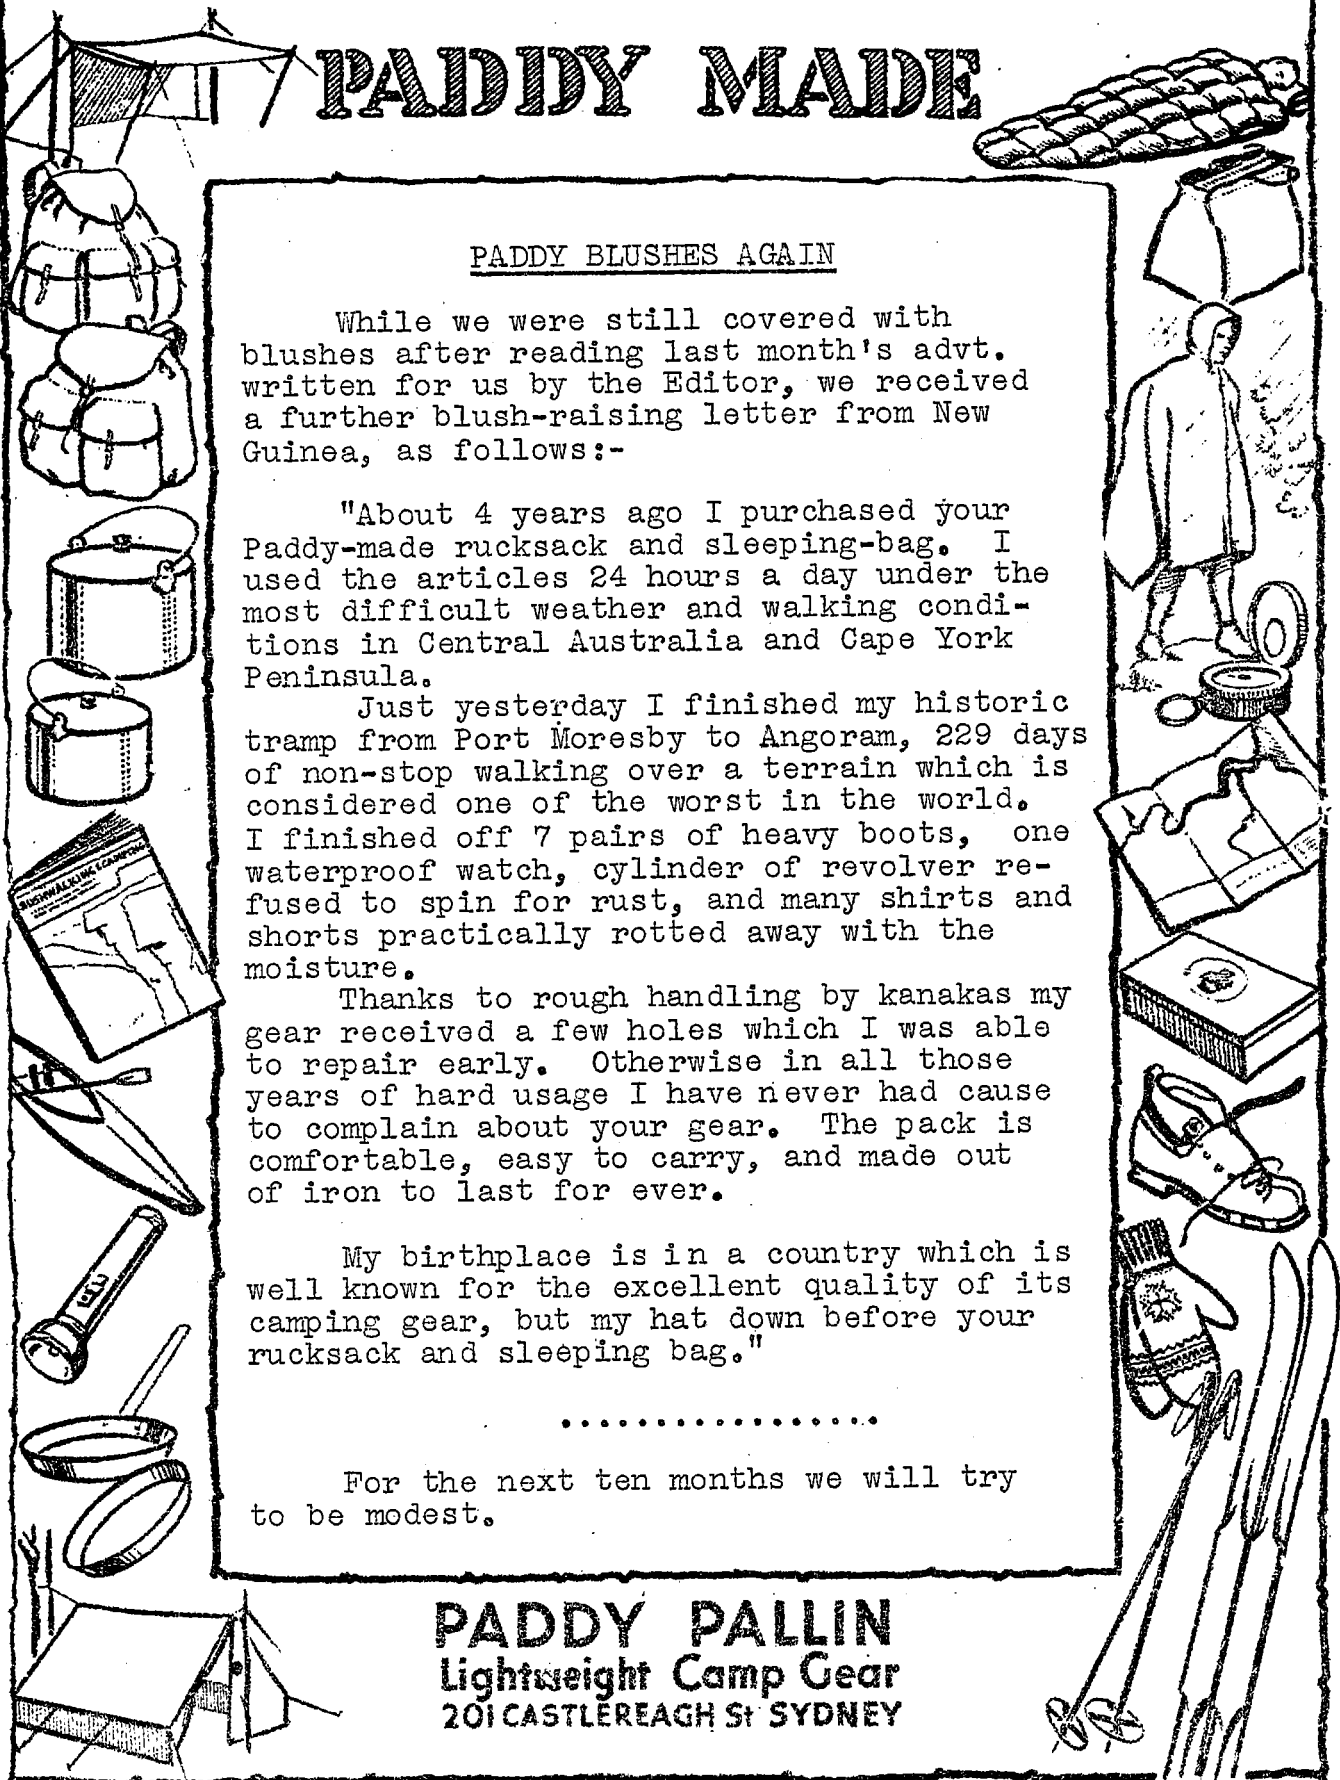 PADDY MADE
PADDY BLUSHES AGAIN
While we were still covered with
blushes after reading last month's advt.
written for us by the Editor, we received
a further blush-raising letter from New
Guinea, as follows:-
"About 4 years ago I purchased your
Paddy-made rucksack and sleeping-bag. I
used the articles 24 hours a day under the
most difficult weather and walking condi-
tions in Central Australia and Cape York
Peninsula.
Just yesterday I finished my historic
tramp from Port Moresby to Angoram, 229 days
of non-stop walking over a terrain which is
considered one of the worst in the world.
I finished off 7 pairs of heavy boots, one
waterproof watch, cylinder of revolver re-
fused to spin for rust, and many shirts and
shorts practically rotted away with the
moisture.
Thanks to rough handling by kanakas my
gear received a few holes which I was able
to repair early. Otherwise in all those
years of hard usage I have never had cause
to complain about your gear. The pack is
comfortable, easy to carry, and made out
of iron to last for ever.
My birthplace is in a country which is
well known for the excellent quality of its
camping gear, but my hat down before your
rucksack and sleeping bag."
.................
For the next ten months we will try
to be modest.
BUSHWALKING & CAMPING
PADDY PALLIN
Lightweight Camp Gear
201 CASTLEREAGH St SYDNEY